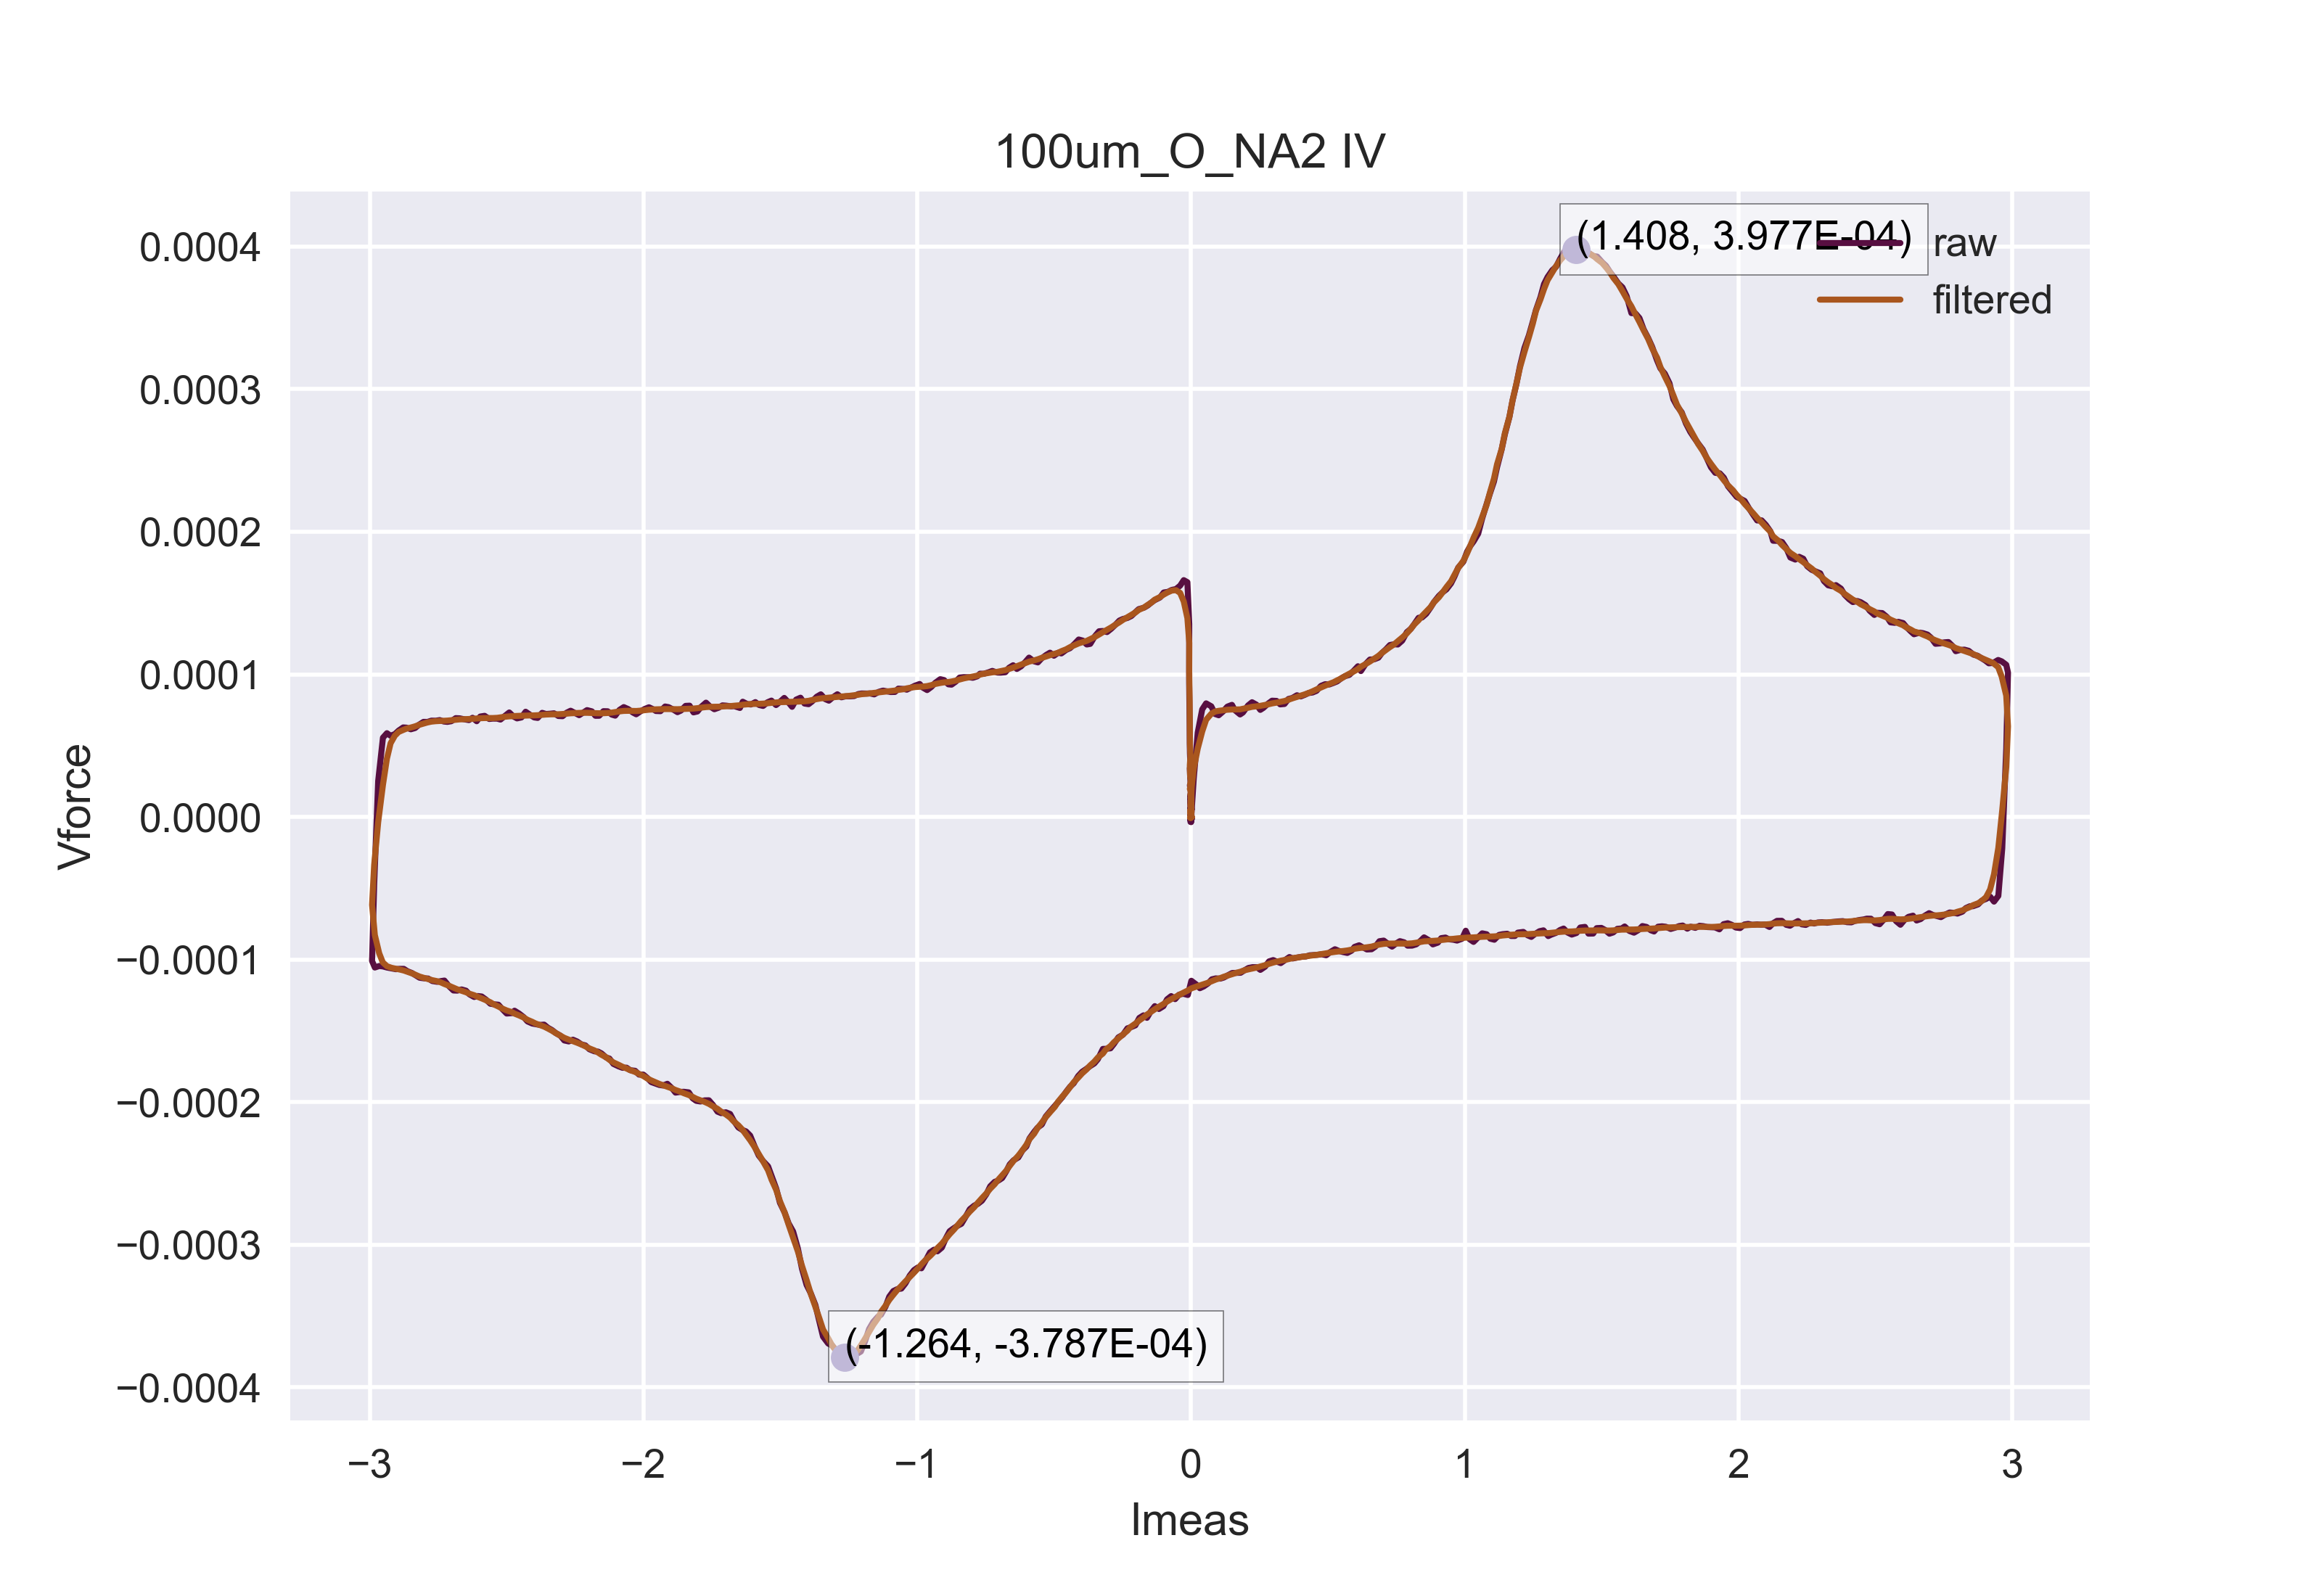 100um_O_NA2 IV
(1.408, 3.977E-04)
raw
filtered
0.0004
0.0003
0.0002
0.0001
0.0000
−0.0001
−0.0002
−0.0003
−0.0004
Vforce
(-1.264, -3.787E-04)
−3
−2
−1
0
1
2
3
Imeas